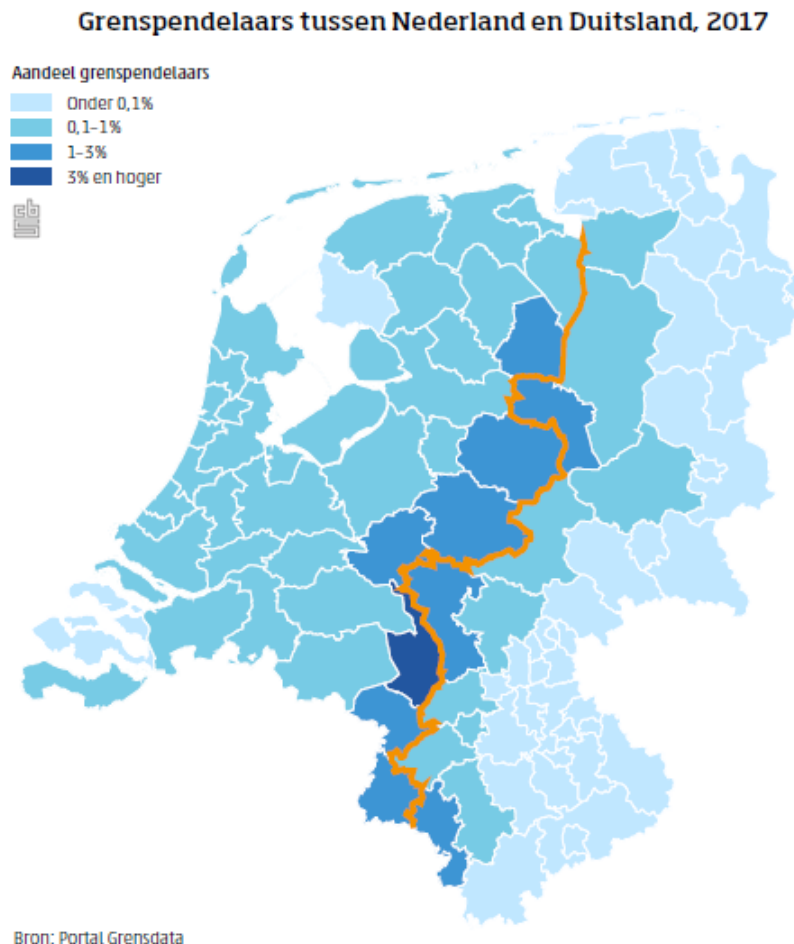 Grenspendelaars tussen Nederland en Duitsland, 2017
Aandeel grenspendelaars
Onder 0,1%
0,1-1%
1-3%
3% en hoger
cbs
Bron: Portal Grensdata